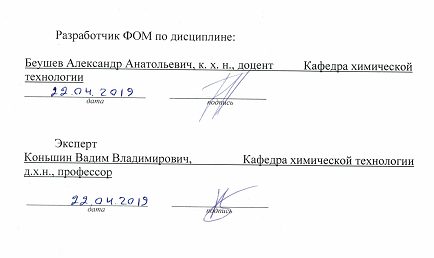 Разработчик ФОМ по дисциплине:
Беушев Александр Анатольевич, к. х. н., доцент Кафедра химической
технологии
22.04.2019
дата подпись
Эксперт
Коньшин Вадим Владимирович, Кафедра химической технологии
д.х.н., профессор
22.04.2019
дата подпись